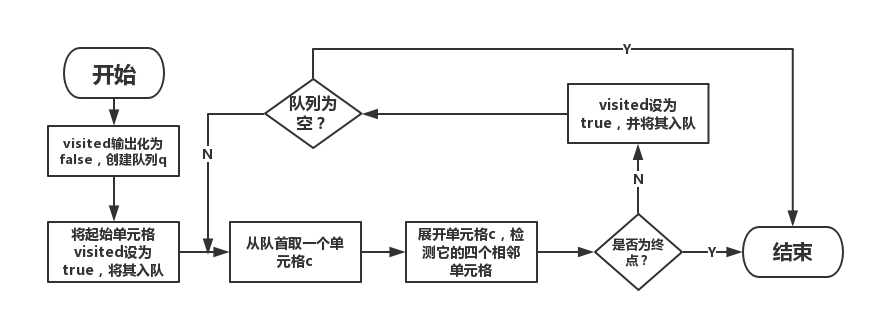 开始
visited输出化为
false，创建队列q
将起始单元格
visited设为
true，将其入队
从队首取一个单
元格c
展开单元格c，检
测它的四个相邻
单元格
是否为终
点？
Y
结束
N
visited设为
true，并将其入队
队列为
空？
Y
N